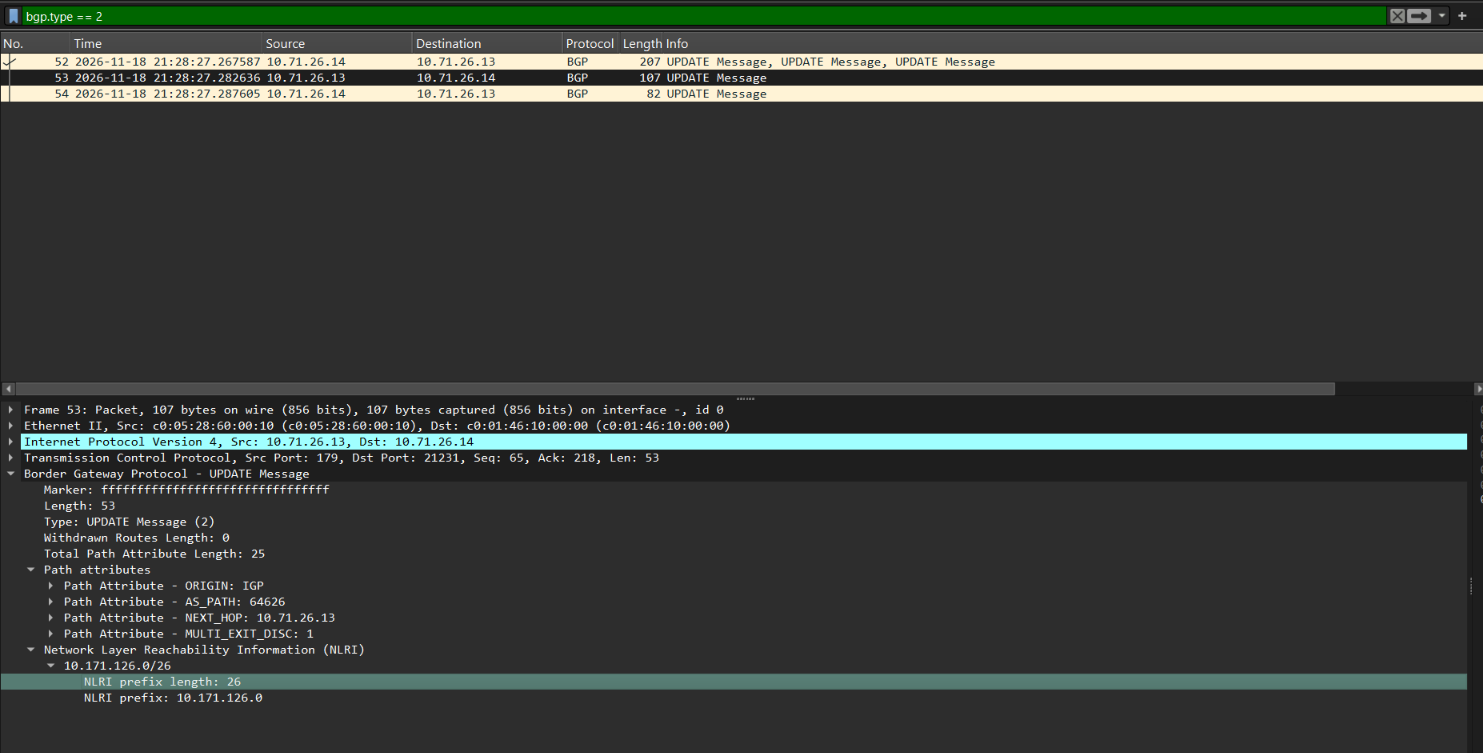 bgp.type == 2
No. Time Source Destination Protocol Length Info
52 2026-11-18 21:28:27.267587 10.71.26.14 10.71.26.13 BGP 207 UPDATE Message, UPDATE Message, UPDATE Message
53 2026-11-18 21:28:27.282636 10.71.26.13 10.71.26.14 BGP 107 UPDATE Message
54 2026-11-18 21:28:27.287605 10.71.26.14 10.71.26.13 BGP 82 UPDATE Message
Frame 53: Packet, 107 bytes on wire (856 bits), 107 bytes captured (856 bits) on interface -, id 0
Ethernet II, Src: c0:05:28:60:00:10 (c0:05:28:60:00:10), Dst: c0:01:46:10:00:00 (c0:01:46:10:00:00)
Internet Protocol Version 4, Src: 10.71.26.13, Dst: 10.71.26.14
Transmission Control Protocol, Src Port: 179, Dst Port: 21231, Seq: 65, Ack: 218, Len: 53
Border Gateway Protocol - UPDATE Message
Marker: ffffffffffffffffffffffffffffffff
Length: 53
Type: UPDATE Message (2)
Withdrawn Routes Length: 0
Total Path Attribute Length: 25
Path attributes
Path Attribute - ORIGIN: IGP
Path Attribute - AS_PATH: 64626
Path Attribute - NEXT_HOP: 10.71.26.13
Path Attribute - MULTI_EXIT_DISC: 1
Network Layer Reachability Information (NLRI)
10.171.126.0/26
NLRI prefix length: 26
NLRI prefix: 10.171.126.0